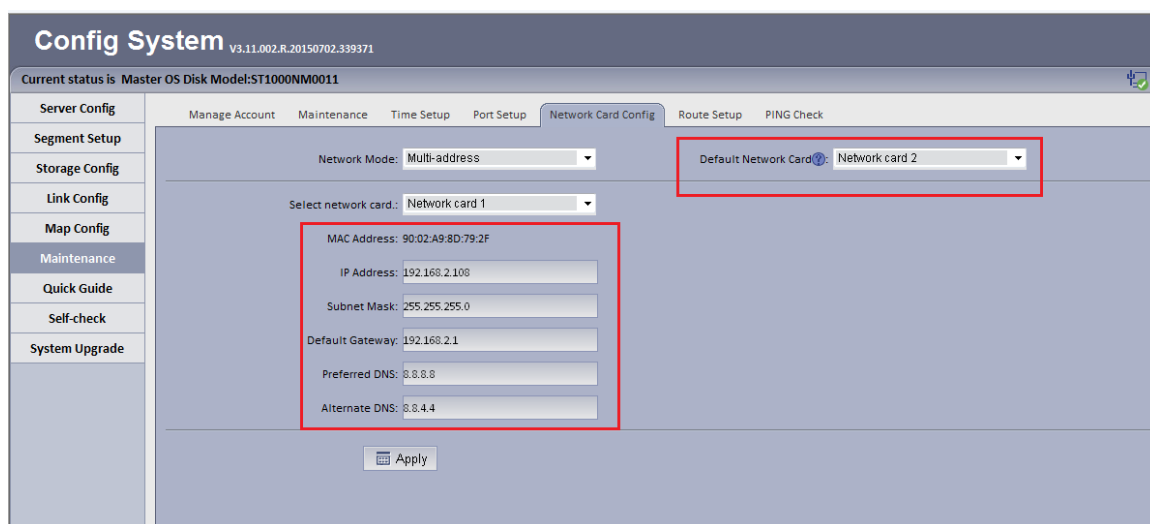 Config System V3.11.002.R.20150702.339371
Current status is Master OS Disk Model:ST1000NM0011
Server Config
Segment Setup
Storage Config
Link Config
Map Config
Maintenance
Quick Guide
Self-check
System Upgrade
Manage Account Maintenance Time Setup Port Setup Network Card Config Route Setup PING Check
Network Mode: Multi-address Default Network Card?: Network card 2
Select network card.: Network card 1
MAC Address: 90:02:A9:8D:79:2F
IP Address: 192.168.2.108
Subnet Mask: 255.255.255.0
Default Gateway: 192.168.2.1
Preferred DNS: 8.8.8.8
Alternate DNS: 8.8.4.4
Apply